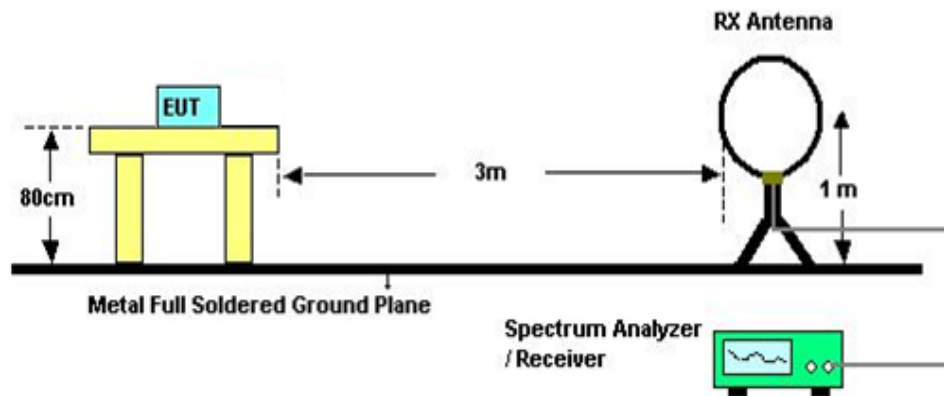 RX Antenna
EUT
80cm
3m
1 m
Metal Full Soldered Ground Plane
Spectrum Analyzer
/ Receiver